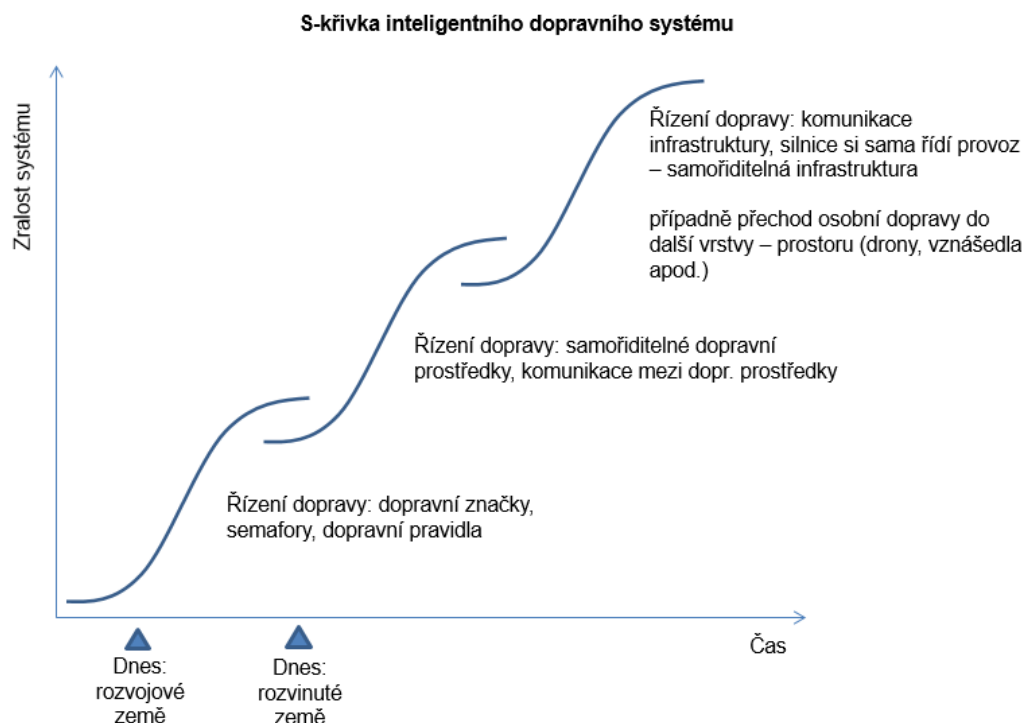 S-křivka inteligentního dopravního systému
Zralost systému
Řízení dopravy: komunikace
infrastruktury, silnice si sama řídí provoz
– samořiditelná infrastruktura
případně přechod osobní dopravy do
další vrstvy – prostoru (drony, vznášedla
apod.)
Řízení dopravy: samořiditelné dopravní
prostředky, komunikace mezi dopr. prostředky
Řízení dopravy: dopravní značky,
semafory, dopravní pravidla
Čas
Dnes:
rozvojové
země
Dnes:
rozvinuté
země